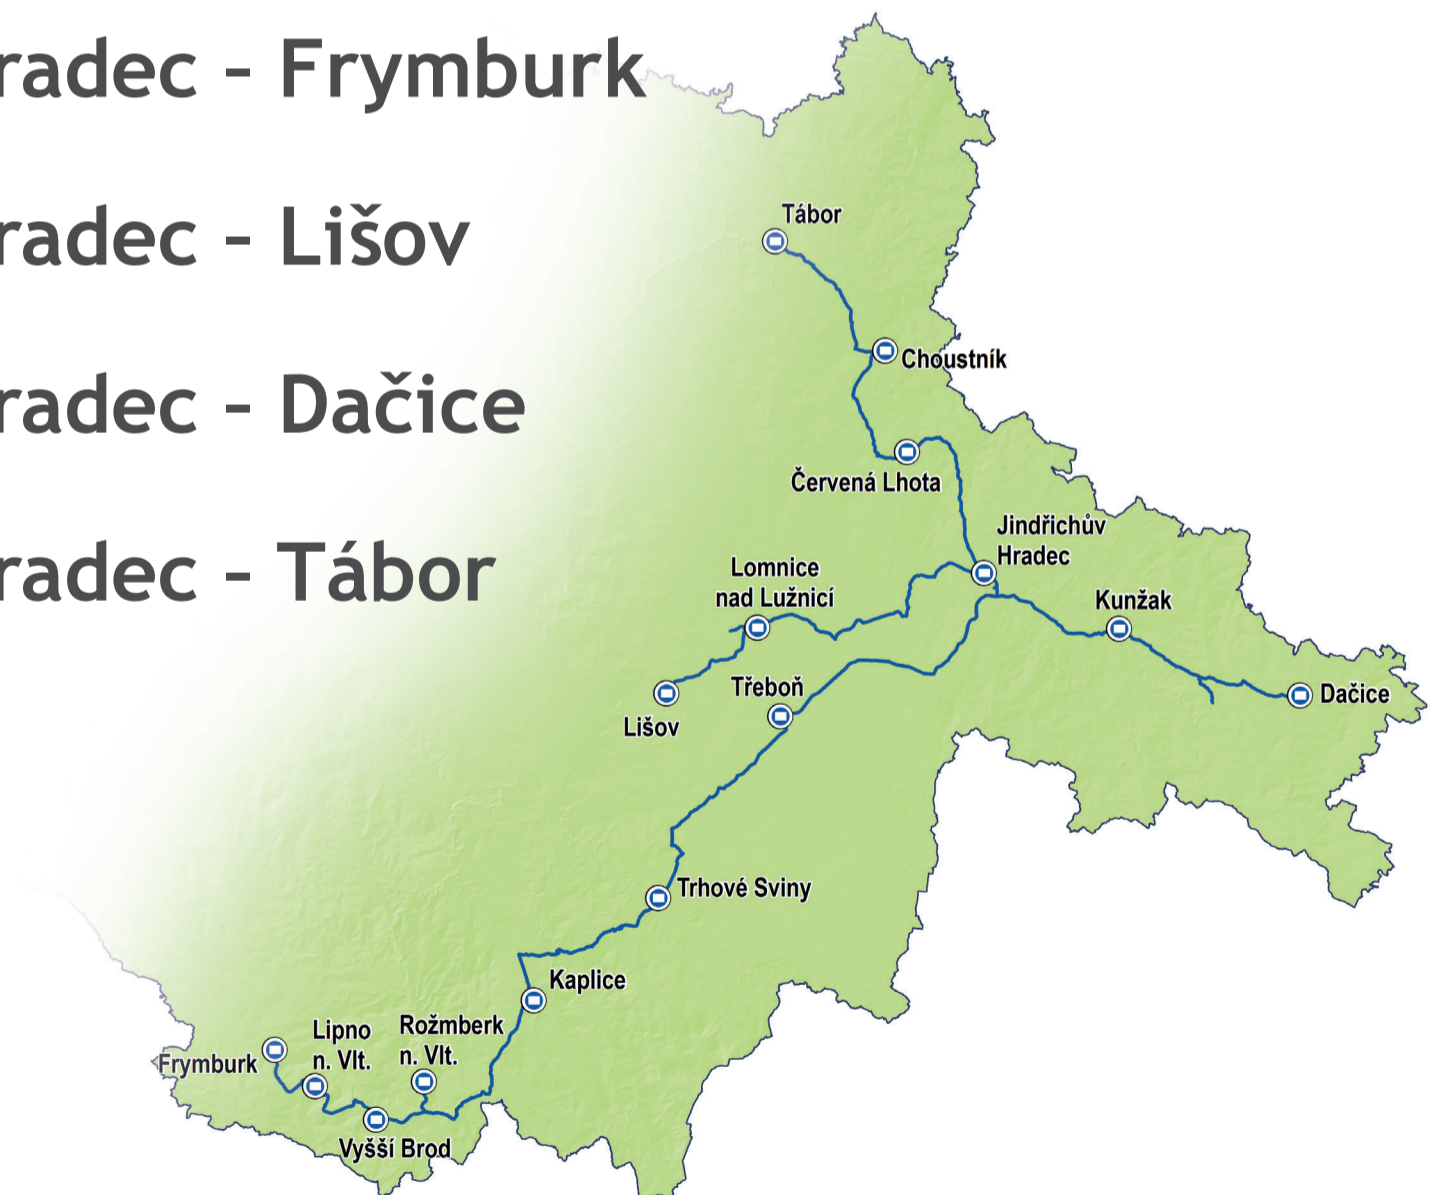 radec - Frymburk
radec - Lišov
radec - Dačice
radec - Tábor
Tábor
Choustník
Červená Lhota
Jindřichův
Hradec
Lomnice
nad Lužnicí
Kunžak
Dačice
Třeboň
Lišov
Trhové Sviny
Kaplice
Rožmberk
n. Vlt.
Lipno
n. Vlt.
Frymburk
Vyšší Brod